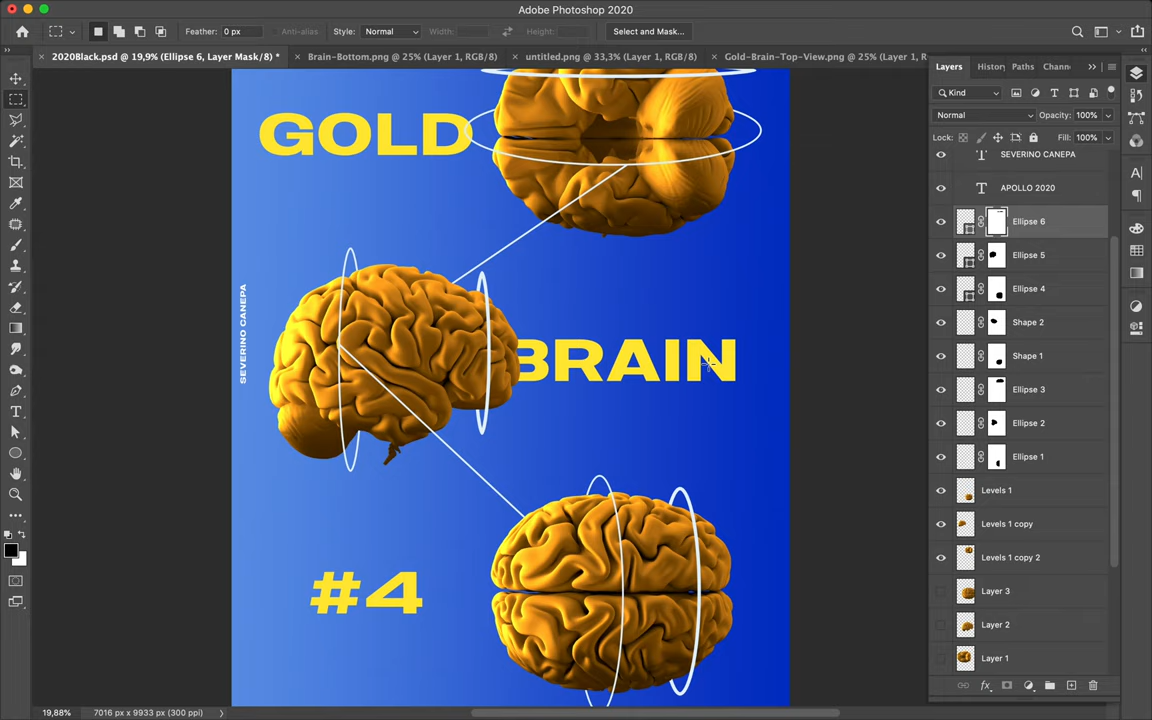 Adobe Photoshop 2020
Feather: 0 px
Anti-alias
Style:
Normal
Width:
Height:
Select and Mask...
2020Black.psd @ 19,9% (Ellipse 6, Layer Mask/8) *
Brain-Bottom.png @ 25% (Layer 1, RGB/8)
untitled.png @ 33,3% (Layer 1, RGB/8)
Gold-Brain-Top-View.png @ 25% (Layer 1, R
Layers
History
Paths
Chann
Kind
Normal
Opacity: 100%
Lock:
Fill: 100%
SEVERINO CANEPA
APOLLO 2020
Ellipse 6
Ellipse 5
Ellipse 4
Shape 2
Shape 1
Ellipse 3
Ellipse 2
Ellipse 1
Levels 1
Levels 1 copy
Levels 1 copy 2
Layer 3
Layer 2
Layer 1
fx
GOLD
SEVERINO CANEPA
BRAIN
#4
19,88%
7016 px x 9933 px (300 ppi)